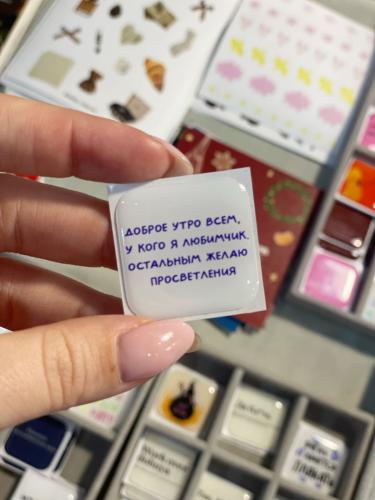 ДОБРОЕ УТРО ВСЕМ,
У КОГО Я ЛЮБИМЧИК.
ОСТАЛЬНЫМ ЖЕЛАЮ
ПРОСВЕТЛЕНИЯ